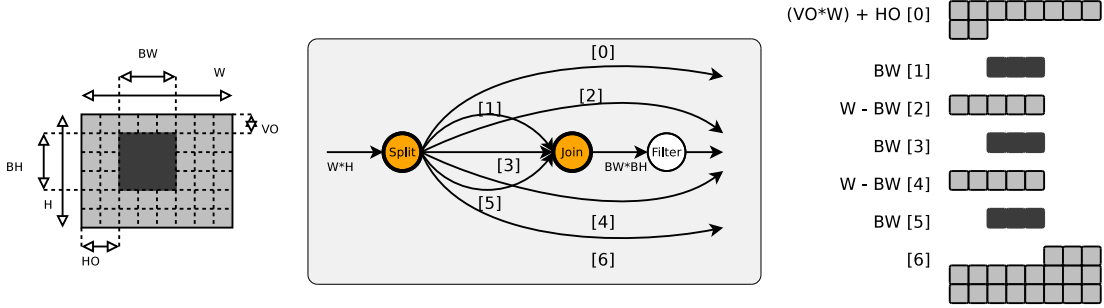 BW
W
VO
BH
H
HO
[0]
[1]
[2]
Split
Join
Filter
W*H
BW*BH
[3]
[5]
[4]
[6]
(VO*W) + HO [0]
BW [1]
W - BW [2]
BW [3]
W - BW [4]
BW [5]
[6]